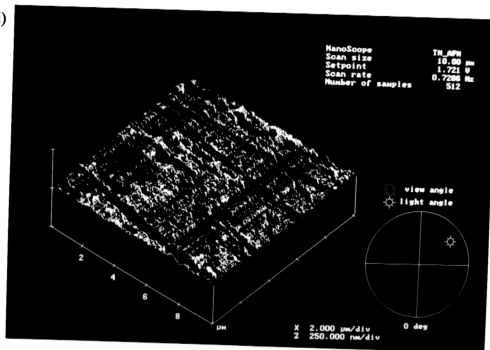 )
NanoScope TM_AFM
Scan size 10.00 µm
Setpoint 1.721 V
Scan rate 0.7266 Hz
Number of samples 512
view angle
light angle
2
4
6
8
µm
X 2.000 µm/div
Z 250.000 nm/div
0 deg